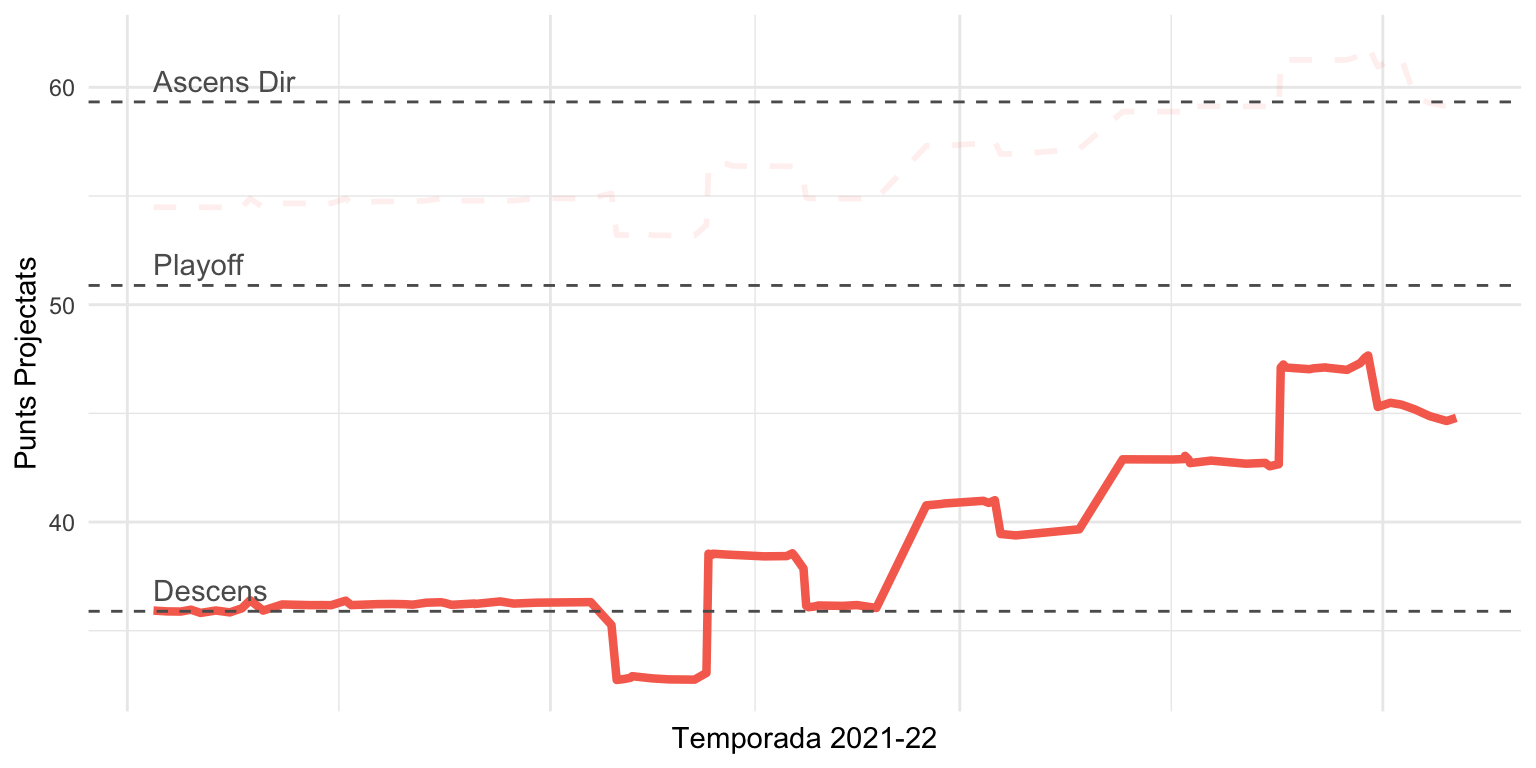 60
Ascens Dir
Playoff
50
40
Descens
Punts Projectats
Temporada 2021-22